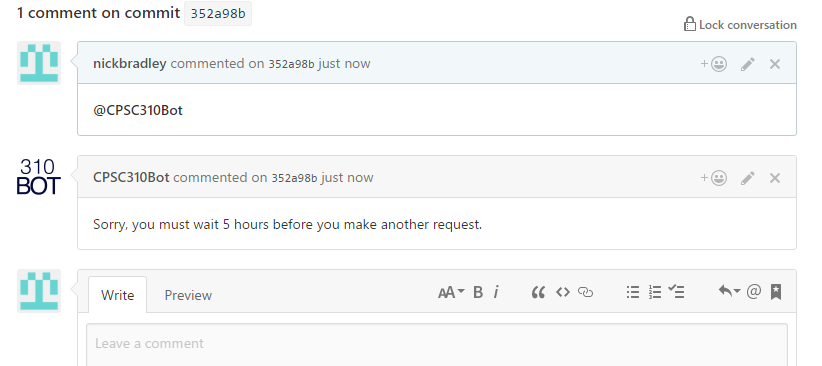 1 comment on commit 352a98b
Lock conversation
nickbradley commented on 352a98b just now
@CPSC310Bot
310
BOT
CPSC310Bot commented on 352a98b just now
Sorry, you must wait 5 hours before you make another request.
Write Preview AA B i @
Leave a comment